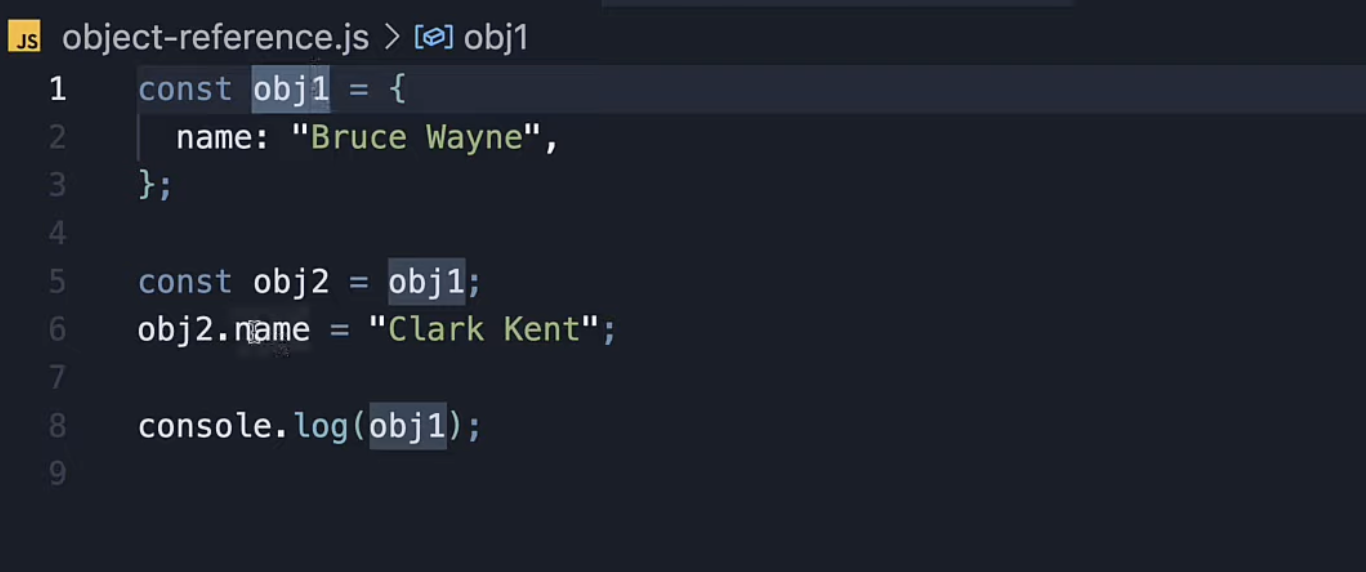 JS object-reference.js > obj1
1 const obj1 = {
2   name: "Bruce Wayne",
3 };
4
5 const obj2 = obj1;
6 obj2.name = "Clark Kent";
7
8 console.log(obj1);
9